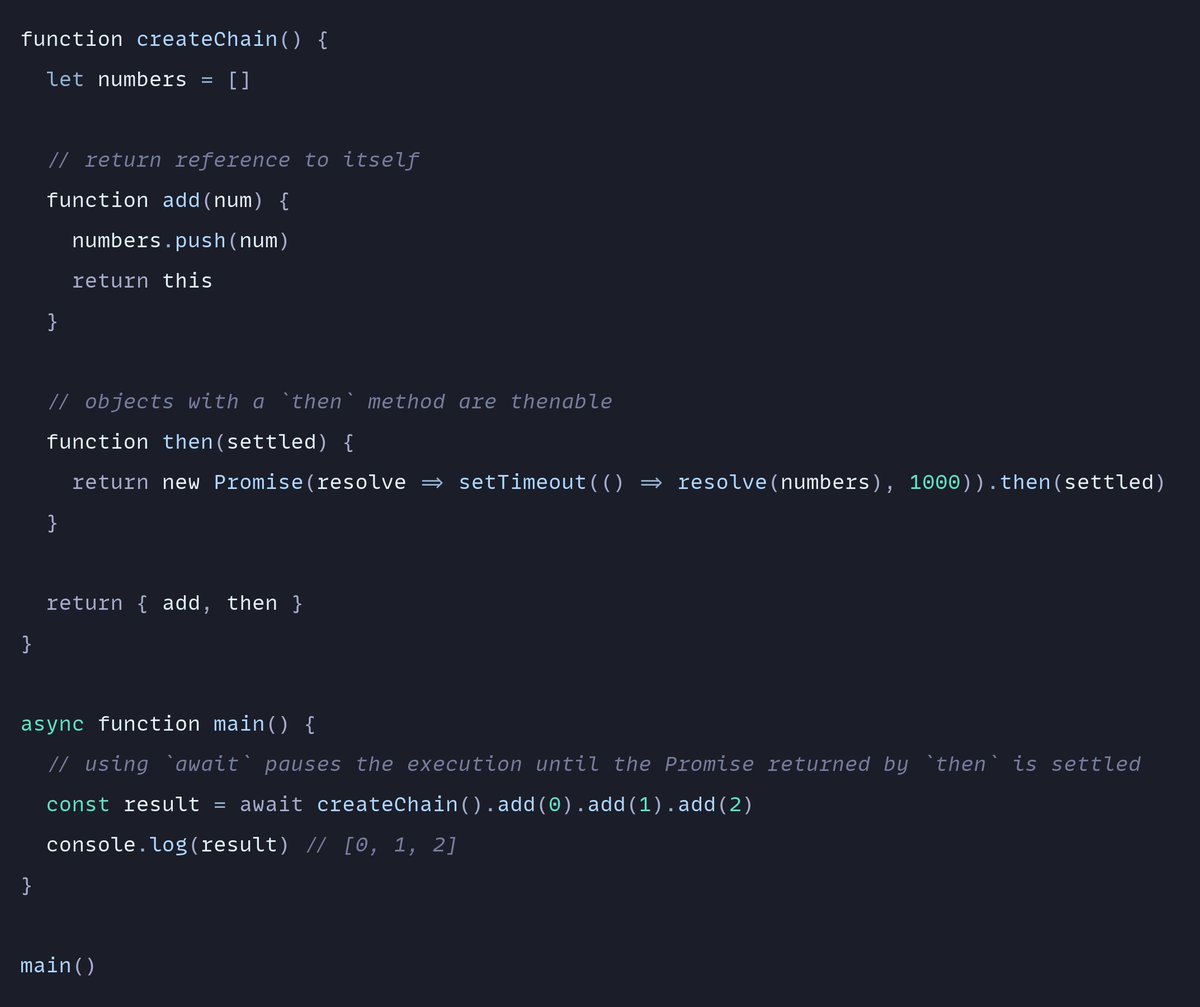 function createChain() {
  let numbers = []

  // return reference to itself
  function add(num) {
    numbers.push(num)
    return this
  }

  // objects with a `then` method are thenable
  function then(settled) {
    return new Promise(resolve => setTimeout(() => resolve(numbers), 1000)).then(settled)
  }

  return { add, then }
}

async function main() {
  // using `await` pauses the execution until the Promise returned by `then` is settled
  const result = await createChain().add(0).add(1).add(2)
  console.log(result) // [0, 1, 2]
}

main()